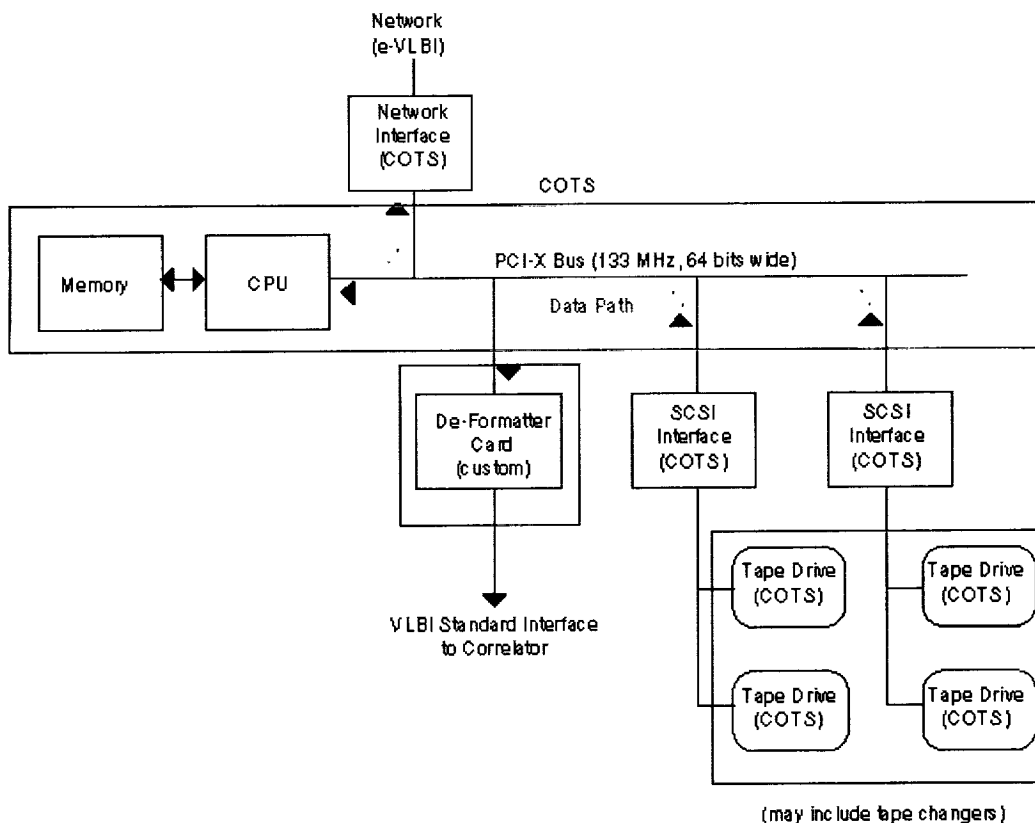 Network
(e-VLBI)
Network
Interface
(COTS)
COTS
Memory
CPU
PCI-X Bus (133 MHz, 64 bits wide)
Data Path
De-Formatter
Card
(custom)
SCSI
Interface
(COTS)
SCSI
Interface
(COTS)
Tape Drive
(COTS)
Tape Drive
(COTS)
VLBI Standard Interface
to Correlator
Tape Drive
(COTS)
Tape Drive
(COTS)
(may include tape changers)